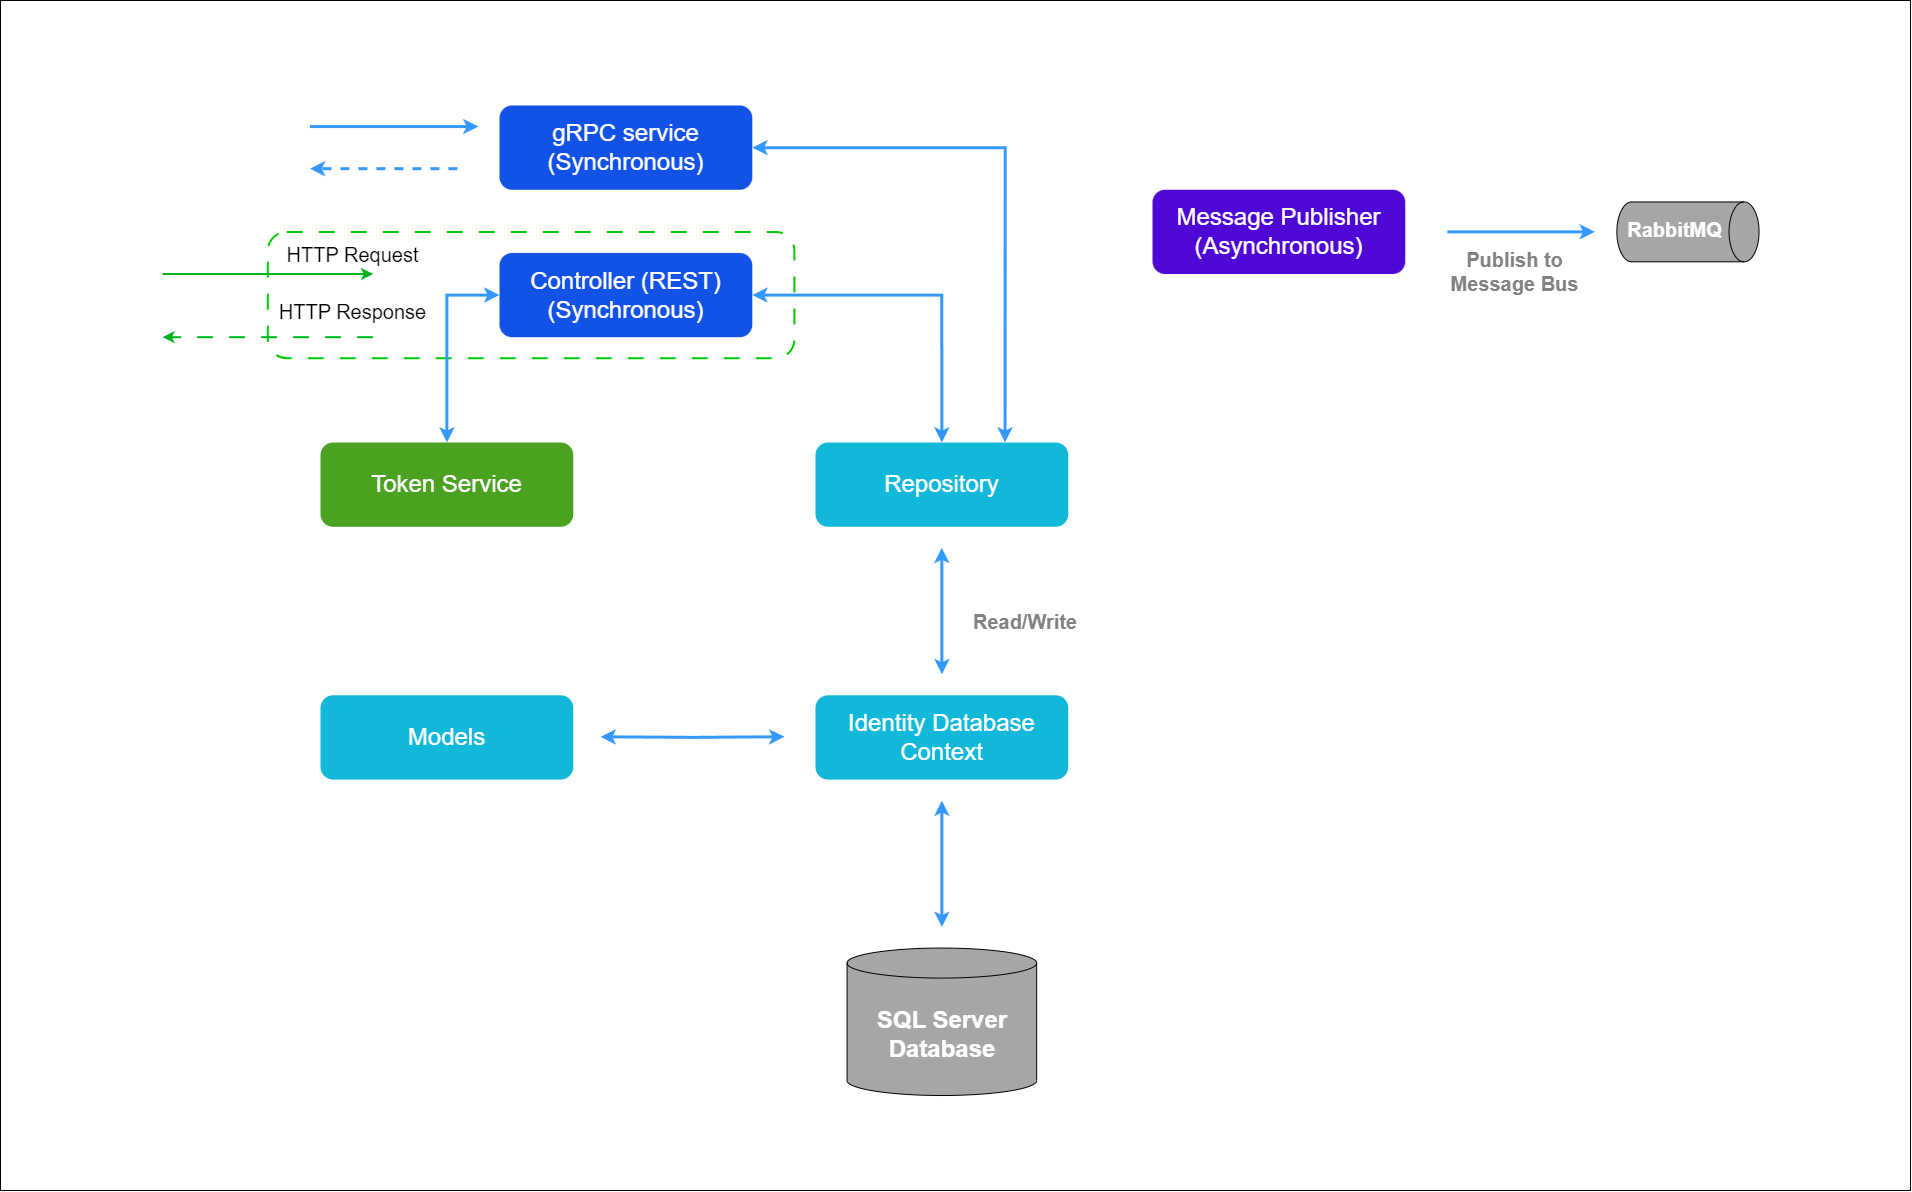 gRPC service
(Synchronous)
Message Publisher
(Asynchronous)
RabbitMQ
Publish to
Message Bus
HTTP Request
HTTP Response
Controller (REST)
(Synchronous)
Token Service
Repository
Read/Write
Models
Identity Database
Context
SQL Server
Database